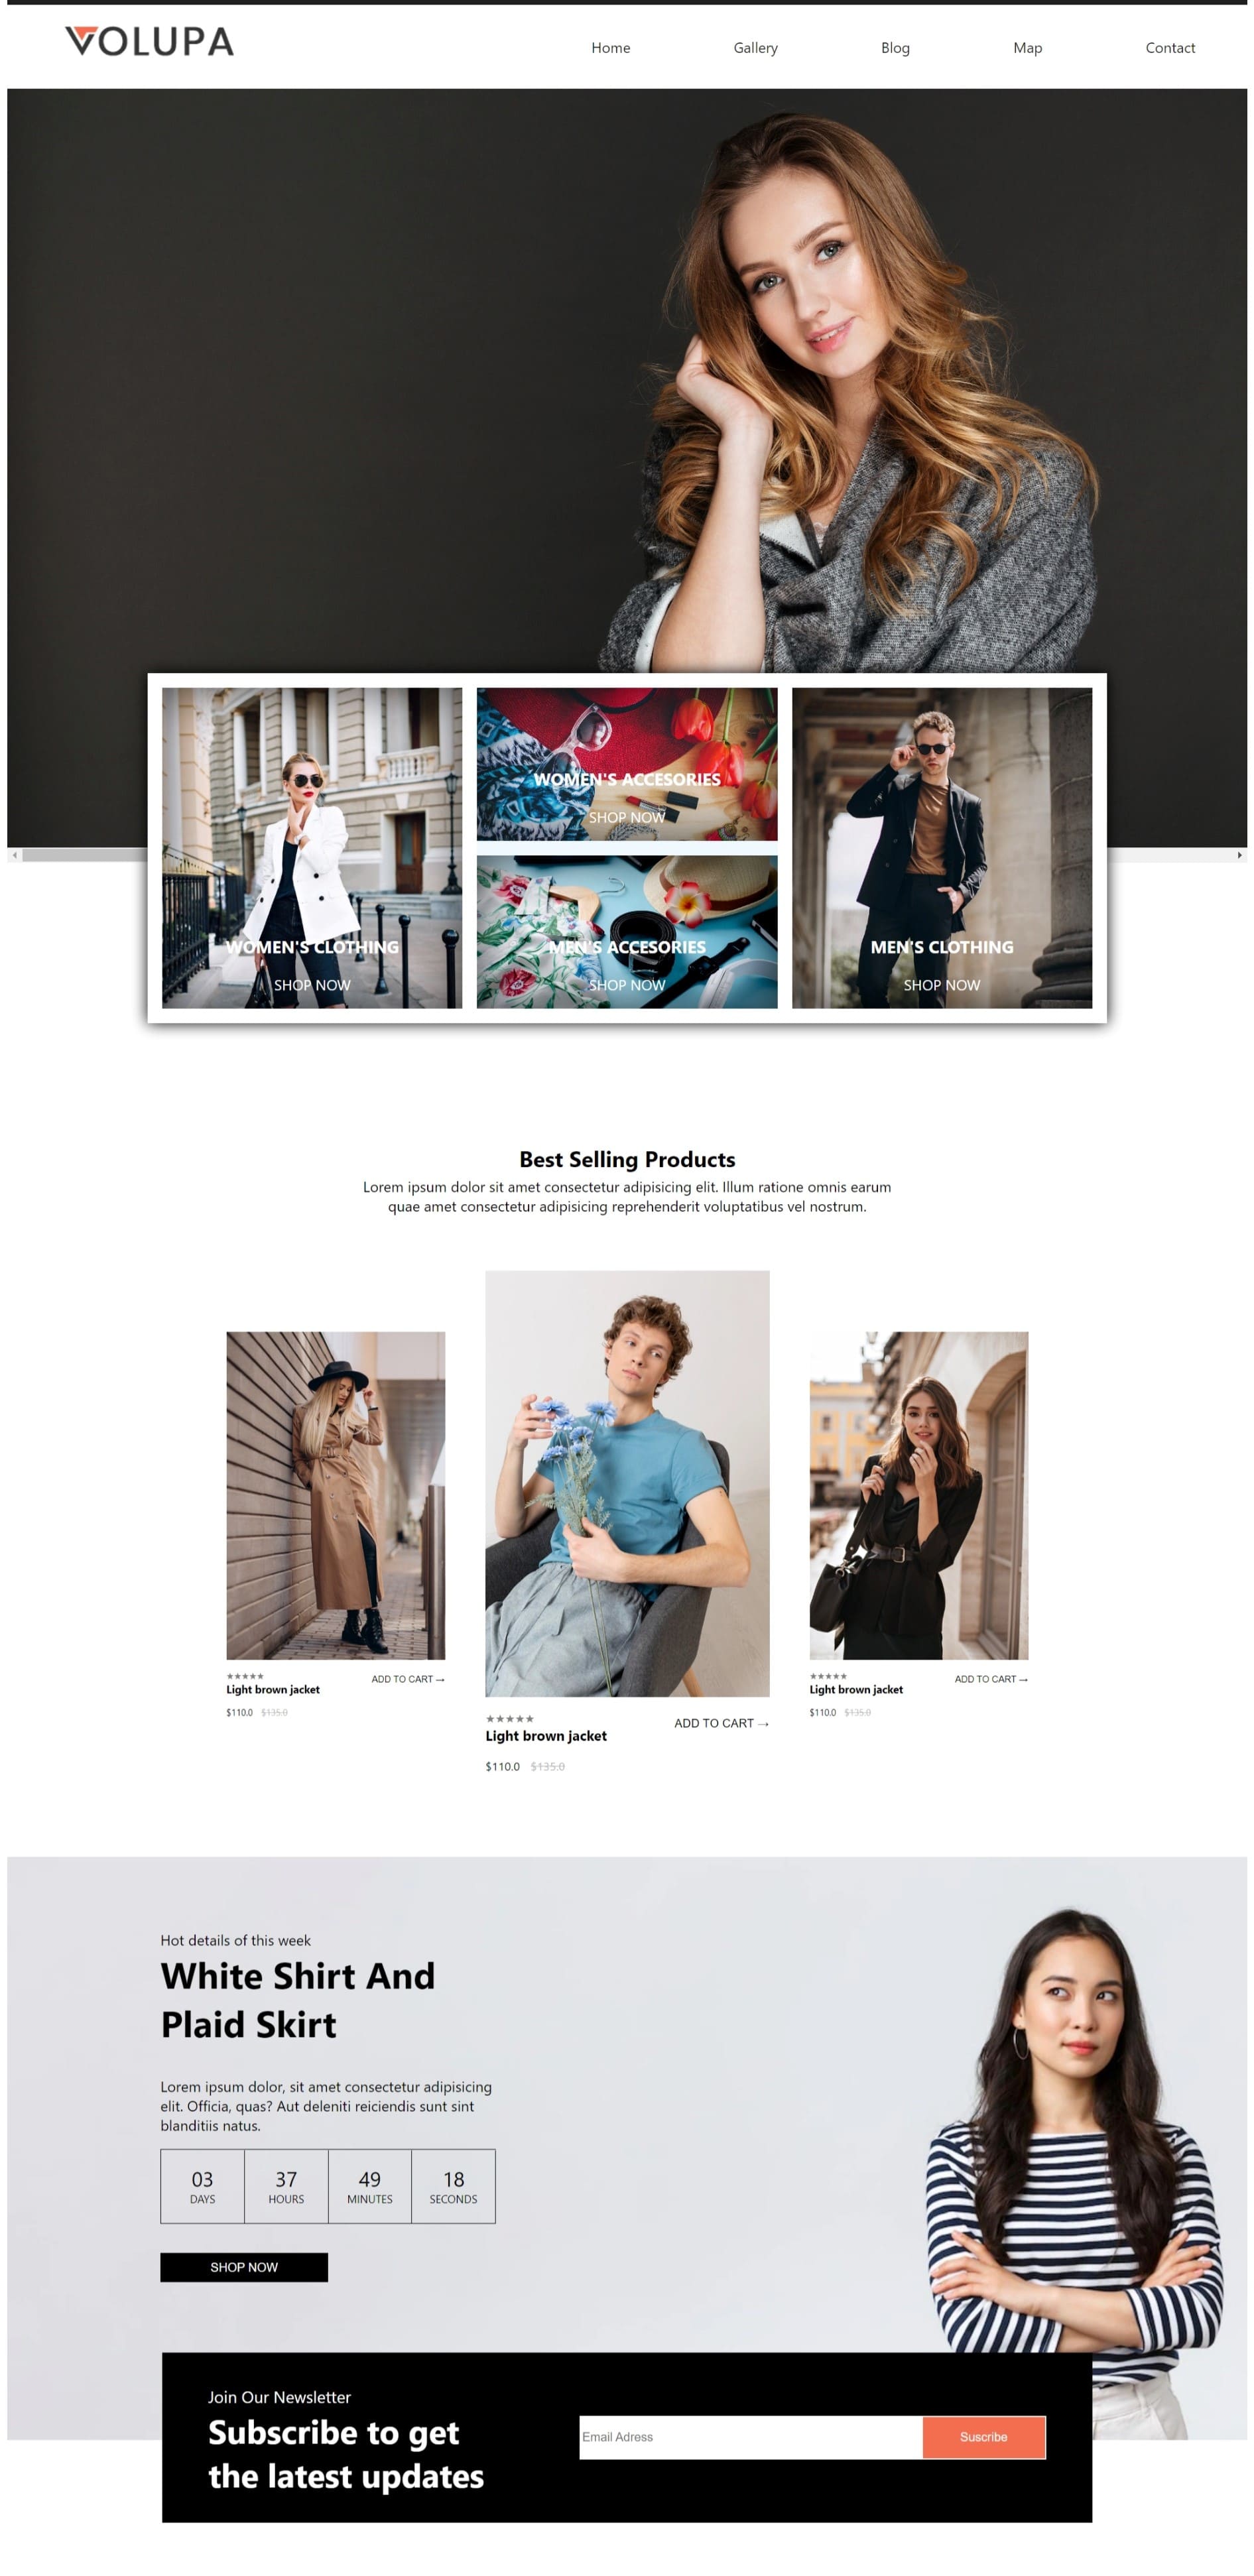 VOLUPA
Home Gallery Blog Map Contact
WOMEN'S ACCESORIES
SHOP NOW
WOMEN'S CLOTHING
SHOP NOW
MEN'S ACCESORIES
SHOP NOW
MEN'S CLOTHING
SHOP NOW
Best Selling Products
Lorem ipsum dolor sit amet consectetur adipisicing elit. Illum ratione omnis earum
quae amet consectetur adipisicing reprehenderit voluptatibus vel nostrum.
★★★★★
ADD TO CART →
Light brown jacket
$110.0 $135.0
★★★★★
ADD TO CART →
Light brown jacket
$110.0 $135.0
★★★★★
ADD TO CART →
Light brown jacket
$110.0 $135.0
Hot details of this week
White Shirt And
Plaid Skirt
Lorem ipsum dolor, sit amet consectetur adipisicing
elit. Officia, quas? Aut deleniti reiciendis sunt sint
blanditiis natus.
03 37 49 18
DAYS HOURS MINUTES SECONDS
SHOP NOW
Join Our Newsletter
Subscribe to get
the latest updates
Email Adress
Suscribe